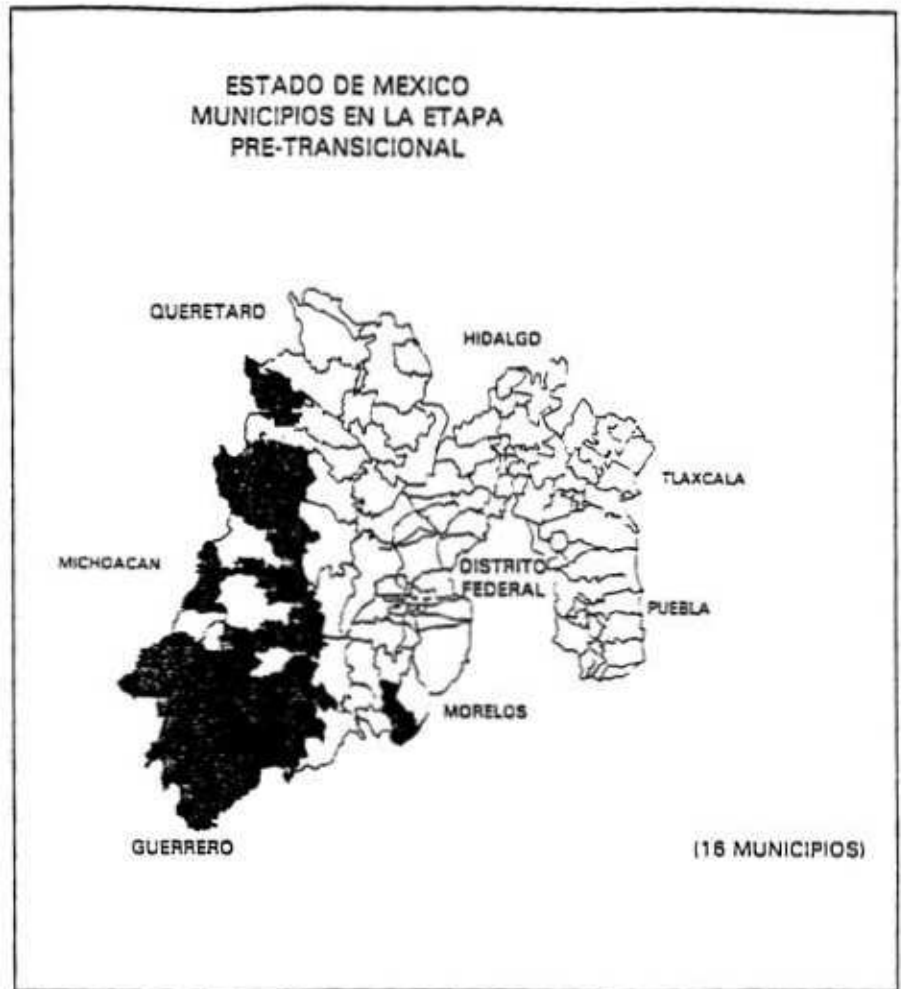 ESTADO DE MEXICO
MUNICIPIOS EN LA ETAPA
PRE-TRANSICIONAL
QUERETARO
HIDALGO
TLAXCALA
MICHOACAN
DISTRITO
FEDERAL
PUEBLA
MORELOS
GUERRERO
(16 MUNICIPIOS)